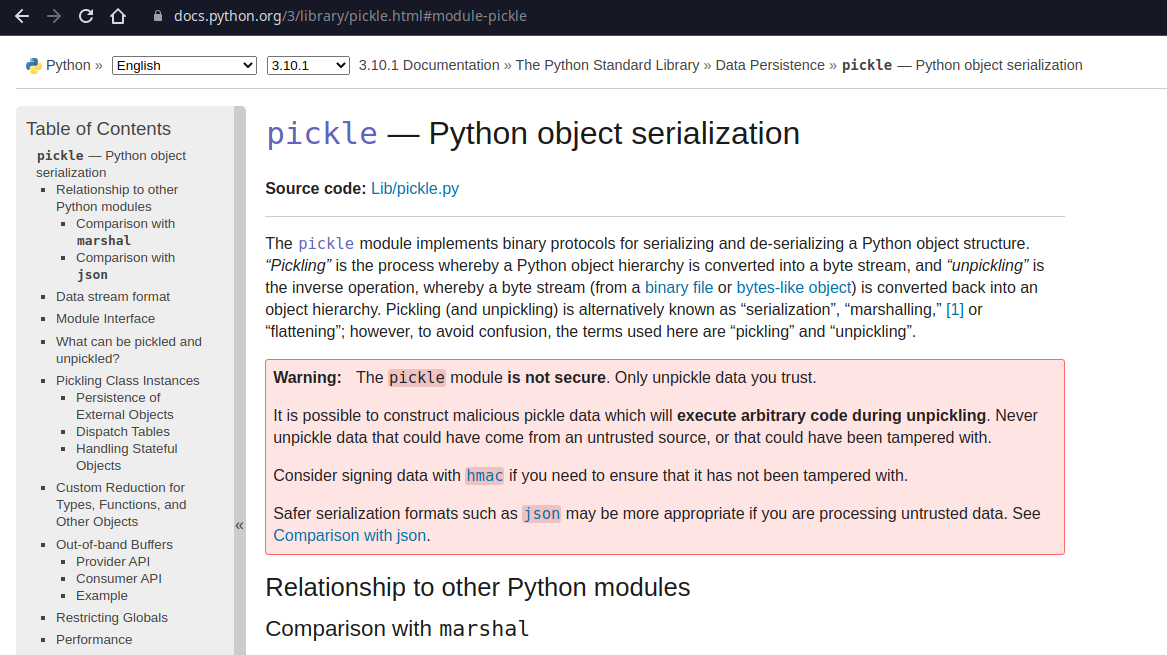 docs.python.org/3/library/pickle.html#module-pickle
Python » English 3.10.1 3.10.1 Documentation » The Python Standard Library » Data Persistence » pickle — Python object serialization
Table of Contents
pickle — Python object
serialization
Relationship to other
Python modules
Comparison with
marshal
Comparison with
json
Data stream format
Module Interface
What can be pickled and
unpickled?
Pickling Class Instances
Persistence of
External Objects
Dispatch Tables
Handling Stateful
Objects
Custom Reduction for
Types, Functions, and
Other Objects
Out-of-band Buffers
Provider API
Consumer API
Example
Restricting Globals
Performance
«
pickle — Python object serialization
Source code: Lib/pickle.py
The pickle module implements binary protocols for serializing and de-serializing a Python object structure.
“Pickling” is the process whereby a Python object hierarchy is converted into a byte stream, and “unpickling” is
the inverse operation, whereby a byte stream (from a binary file or bytes-like object) is converted back into an
object hierarchy. Pickling (and unpickling) is alternatively known as “serialization”, “marshalling,” [1] or
“flattening”; however, to avoid confusion, the terms used here are “pickling” and “unpickling”.
Warning: The pickle module is not secure. Only unpickle data you trust.
It is possible to construct malicious pickle data which will execute arbitrary code during unpickling. Never
unpickle data that could have come from an untrusted source, or that could have been tampered with.
Consider signing data with hmac if you need to ensure that it has not been tampered with.
Safer serialization formats such as json may be more appropriate if you are processing untrusted data. See
Comparison with json.
Relationship to other Python modules
Comparison with marshal